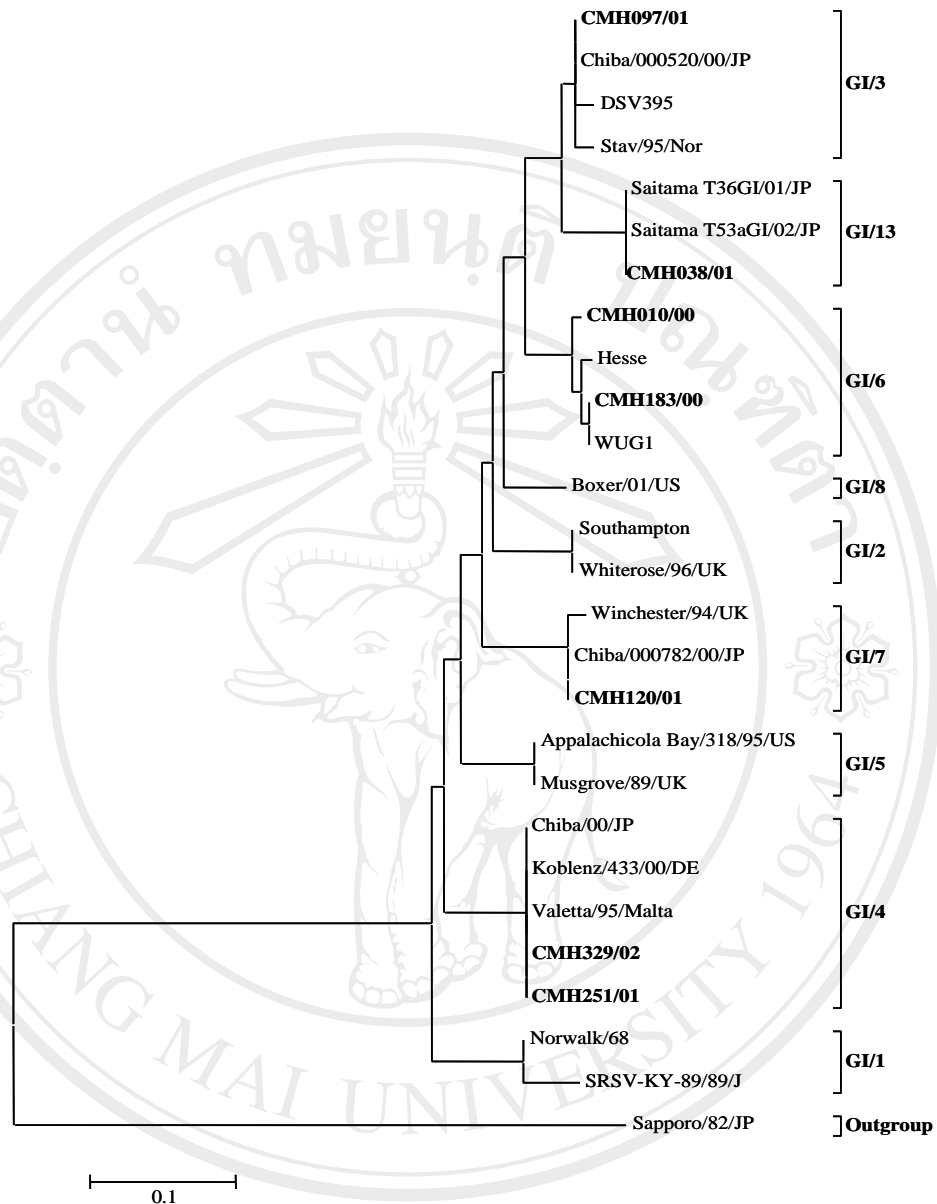 CMH097/01
Chiba/000520/00/JP
GI/3
DSV395
Stav/95/Nor
Saitama T36GI/01/JP
Saitama T53aGI/02/JP GI/13
CMH038/01
CMH010/00
Hesse
GI/6
CMH183/00
WUG1
Boxer/01/US GI/8
Southampton
GI/2
Whiterose/96/UK
Winchester/94/UK
Chiba/000782/00/JP GI/7
CMH120/01
Appalachicola Bay/318/95/US
GI/5
Musgrove/89/UK
Chiba/00/JP
Koblenz/433/00/DE
Valetta/95/Malta GI/4
CMH329/02
CMH251/01
Norwalk/68
GI/1
SRSV-KY-89/89/J
Sapporo/82/JP Outgroup
0.1
CHIANG MAI UNIVERSITY 1964